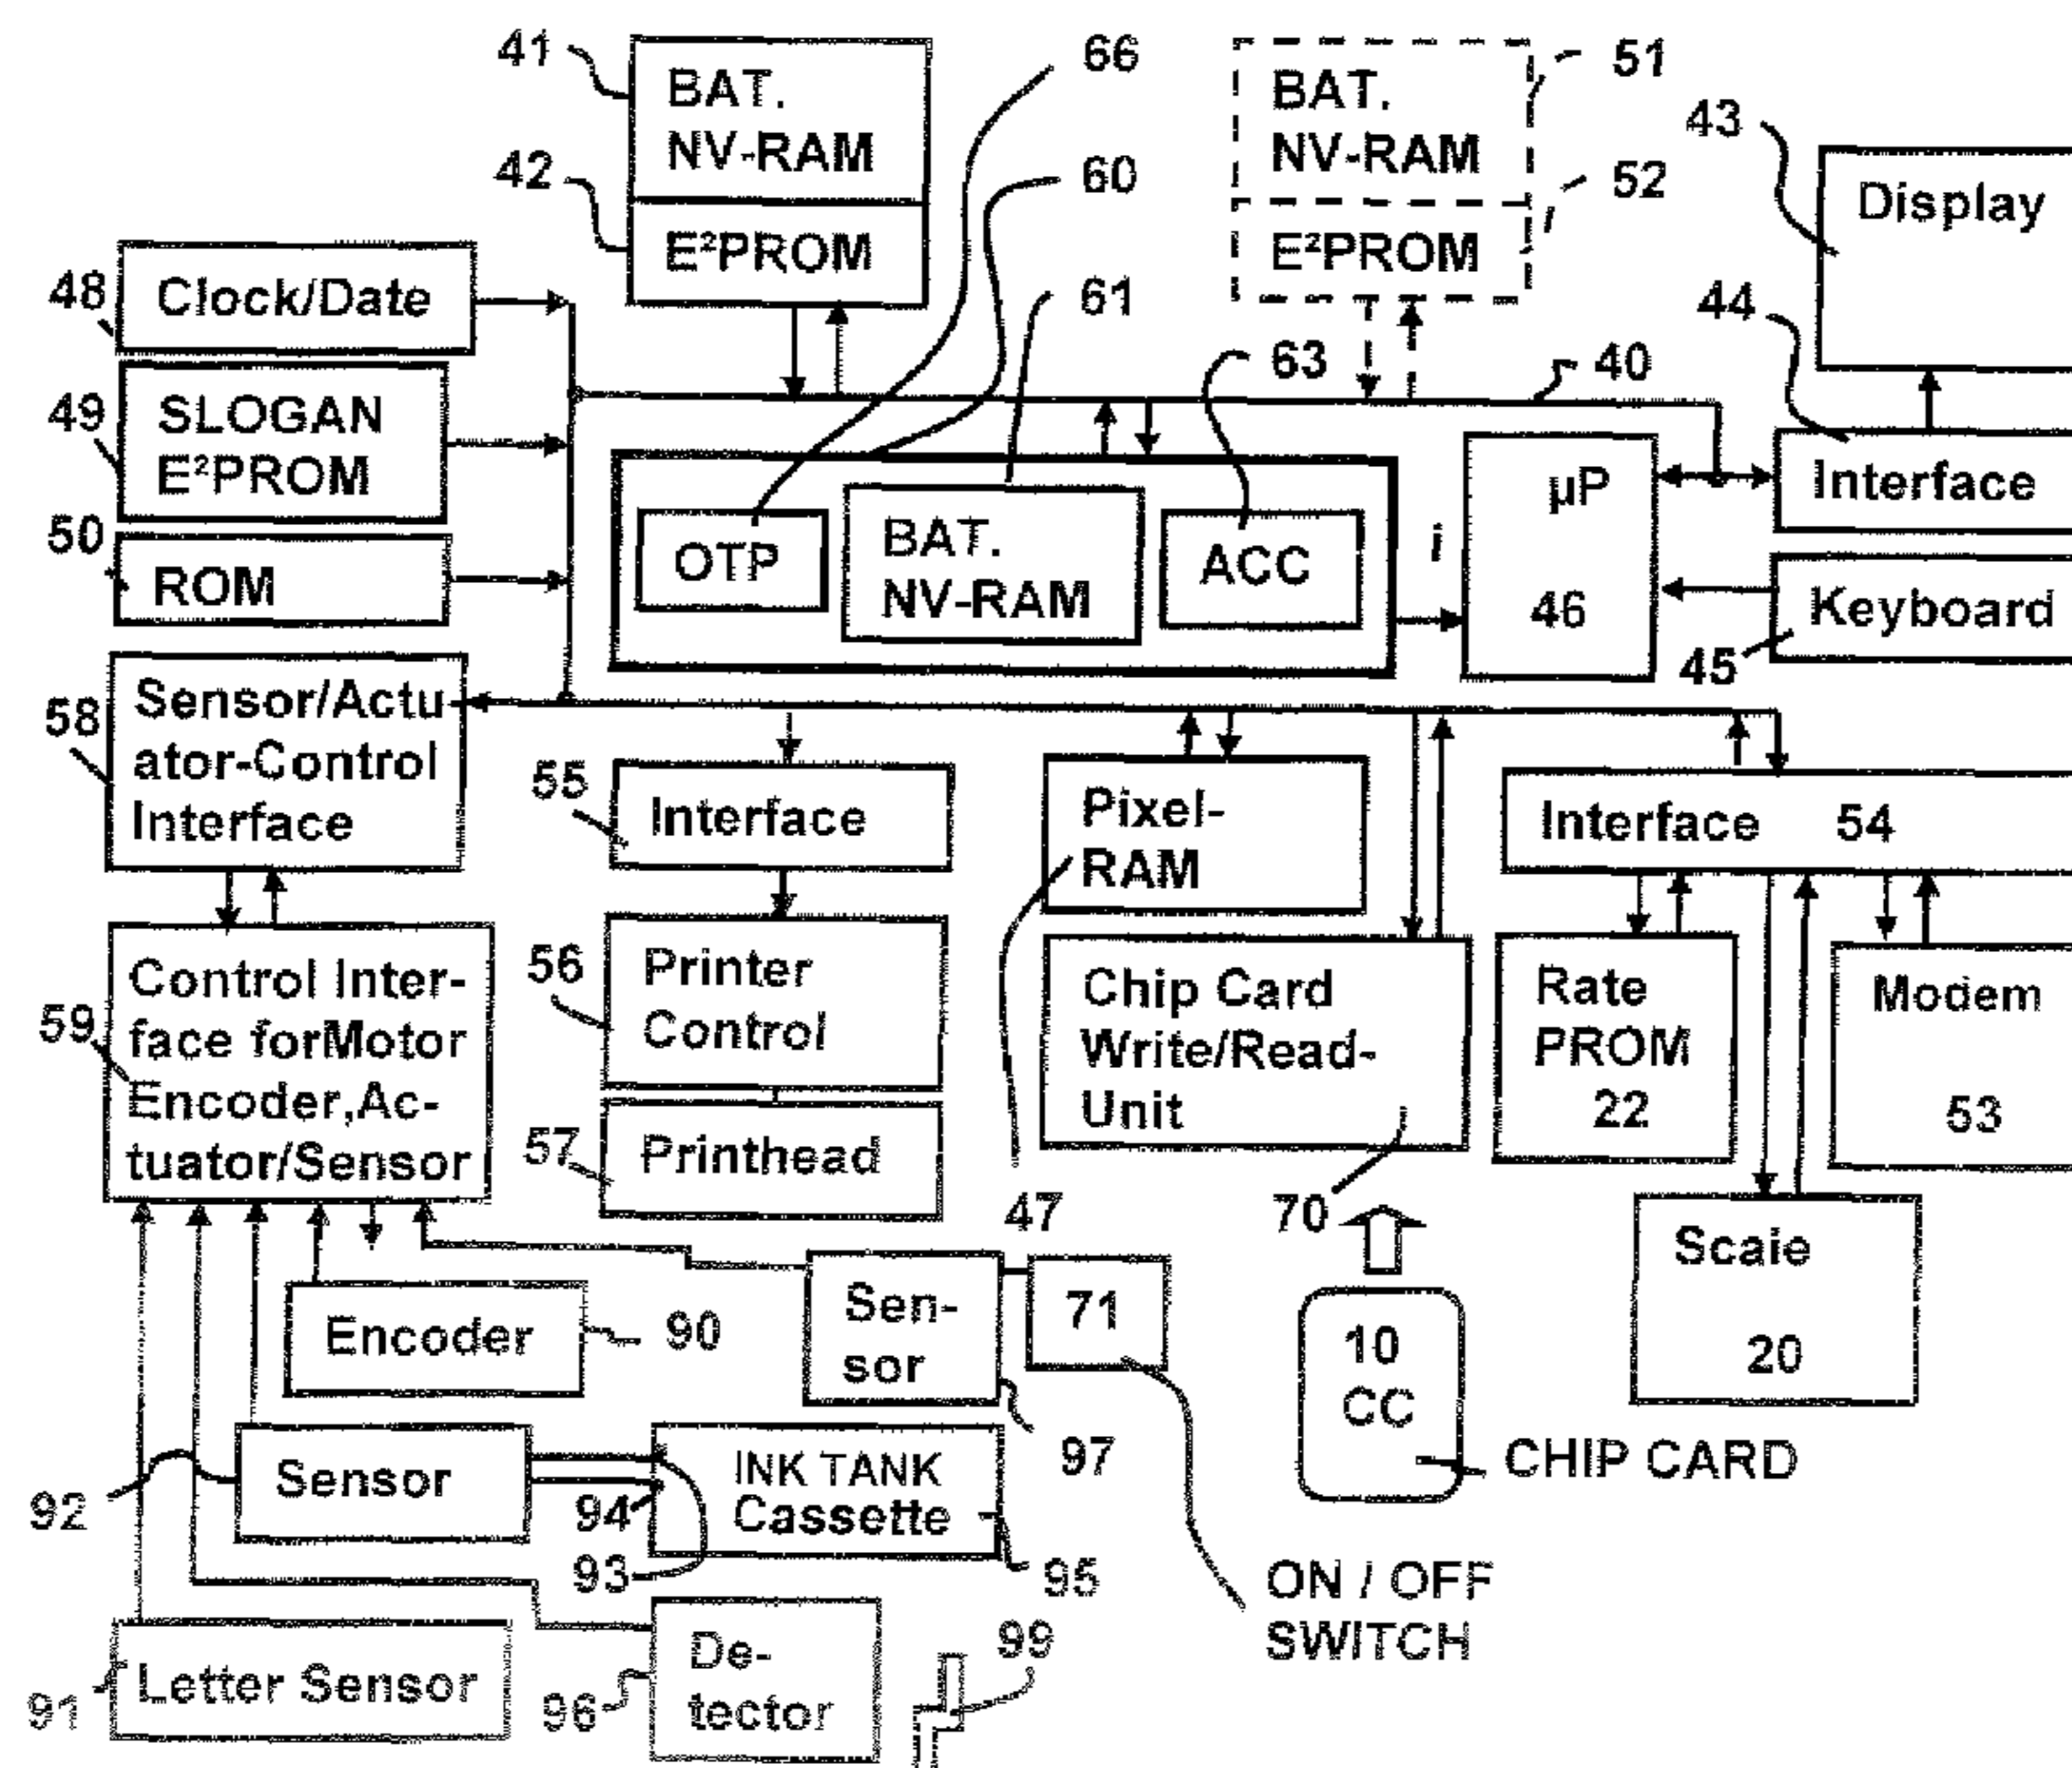 41
BAT.
NV-RAM
66
BAT.
NV-RAM
51
43
Display
42
E²PROM
60
E²PROM
52
48
Clock/Date
61
44
63
40
49
SLOGAN
E²PROM
50
ROM
OTP
BAT.
NV-RAM
ACC
i
µP
46
Interface
Keyboard
45
58
Sensor/Actu-
ator-Control
Interface
55
Interface
Pixel-
RAM
Interface 54
59
Control Inter-
face forMotor
Encoder,Ac-
tuator/Sensor
56
Printer
Control
57
Printhead
47
Chip Card
Write/Read-
Unit
70
Rate
PROM
22
Modem
53
Scaie
20
Encoder
90
Sen-
sor
71
97
10
CC
CHIP CARD
92
Sensor
94
93
INK TANK
Cassette
95
ON / OFF
SWITCH
91
Letter Sensor
96
De-
tector
99